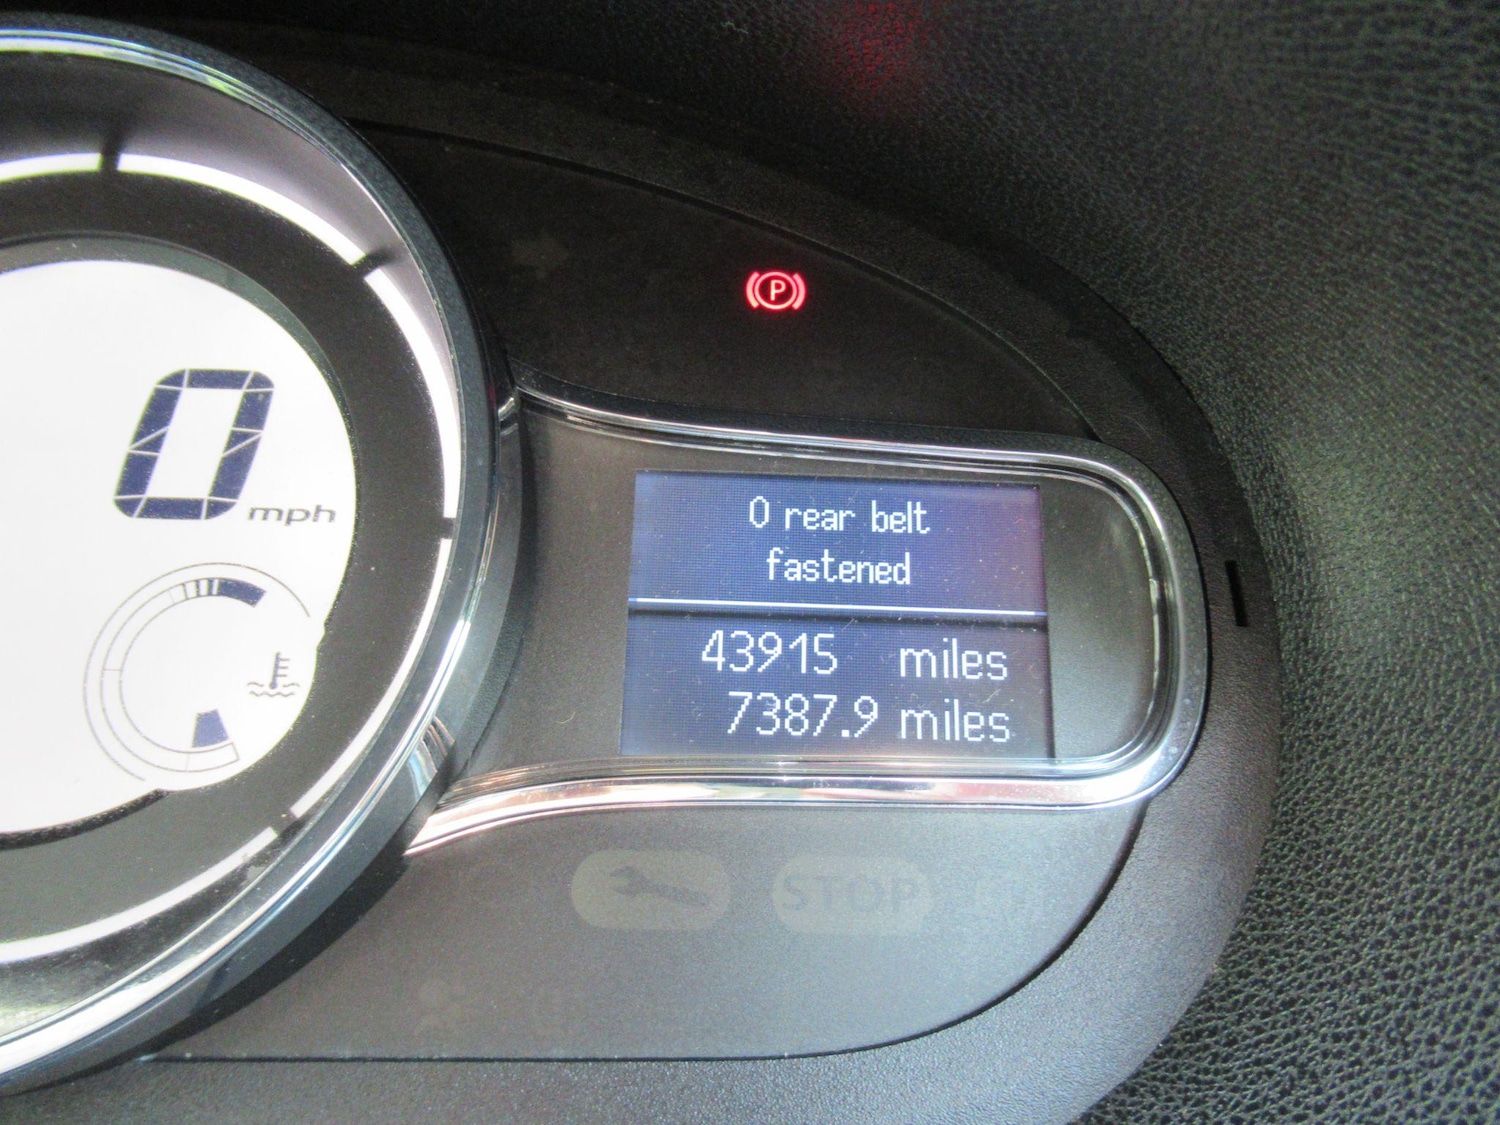 P
0 mph
0 rear belt
fastened
43915 miles
7387.9 miles
STOP